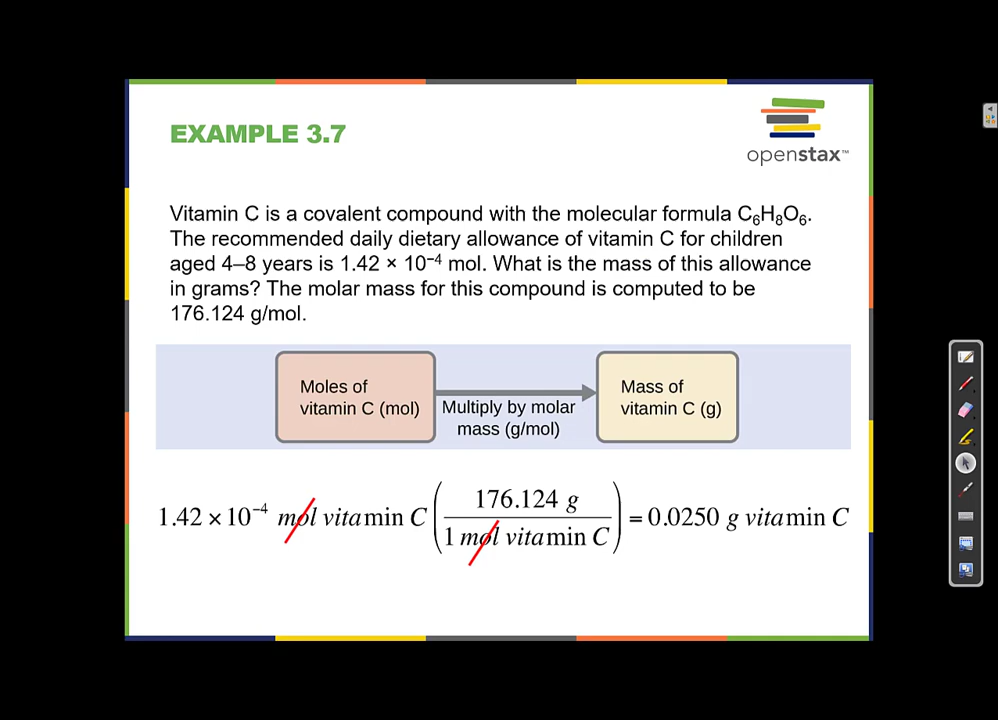 EXAMPLE 3.7
openstax™
Vitamin C is a covalent compound with the molecular formula C₆H₈O₆.
The recommended daily dietary allowance of vitamin C for children
aged 4–8 years is 1.42 × 10⁻⁴ mol. What is the mass of this allowance
in grams? The molar mass for this compound is computed to be
176.124 g/mol.
Moles of
vitamin C (mol)
Multiply by molar
mass (g/mol)
Mass of
vitamin C (g)
1.42 × 10⁻⁴ mol vitamin C (176.124 g / 1 mol vitamin C) = 0.0250 g vitamin C